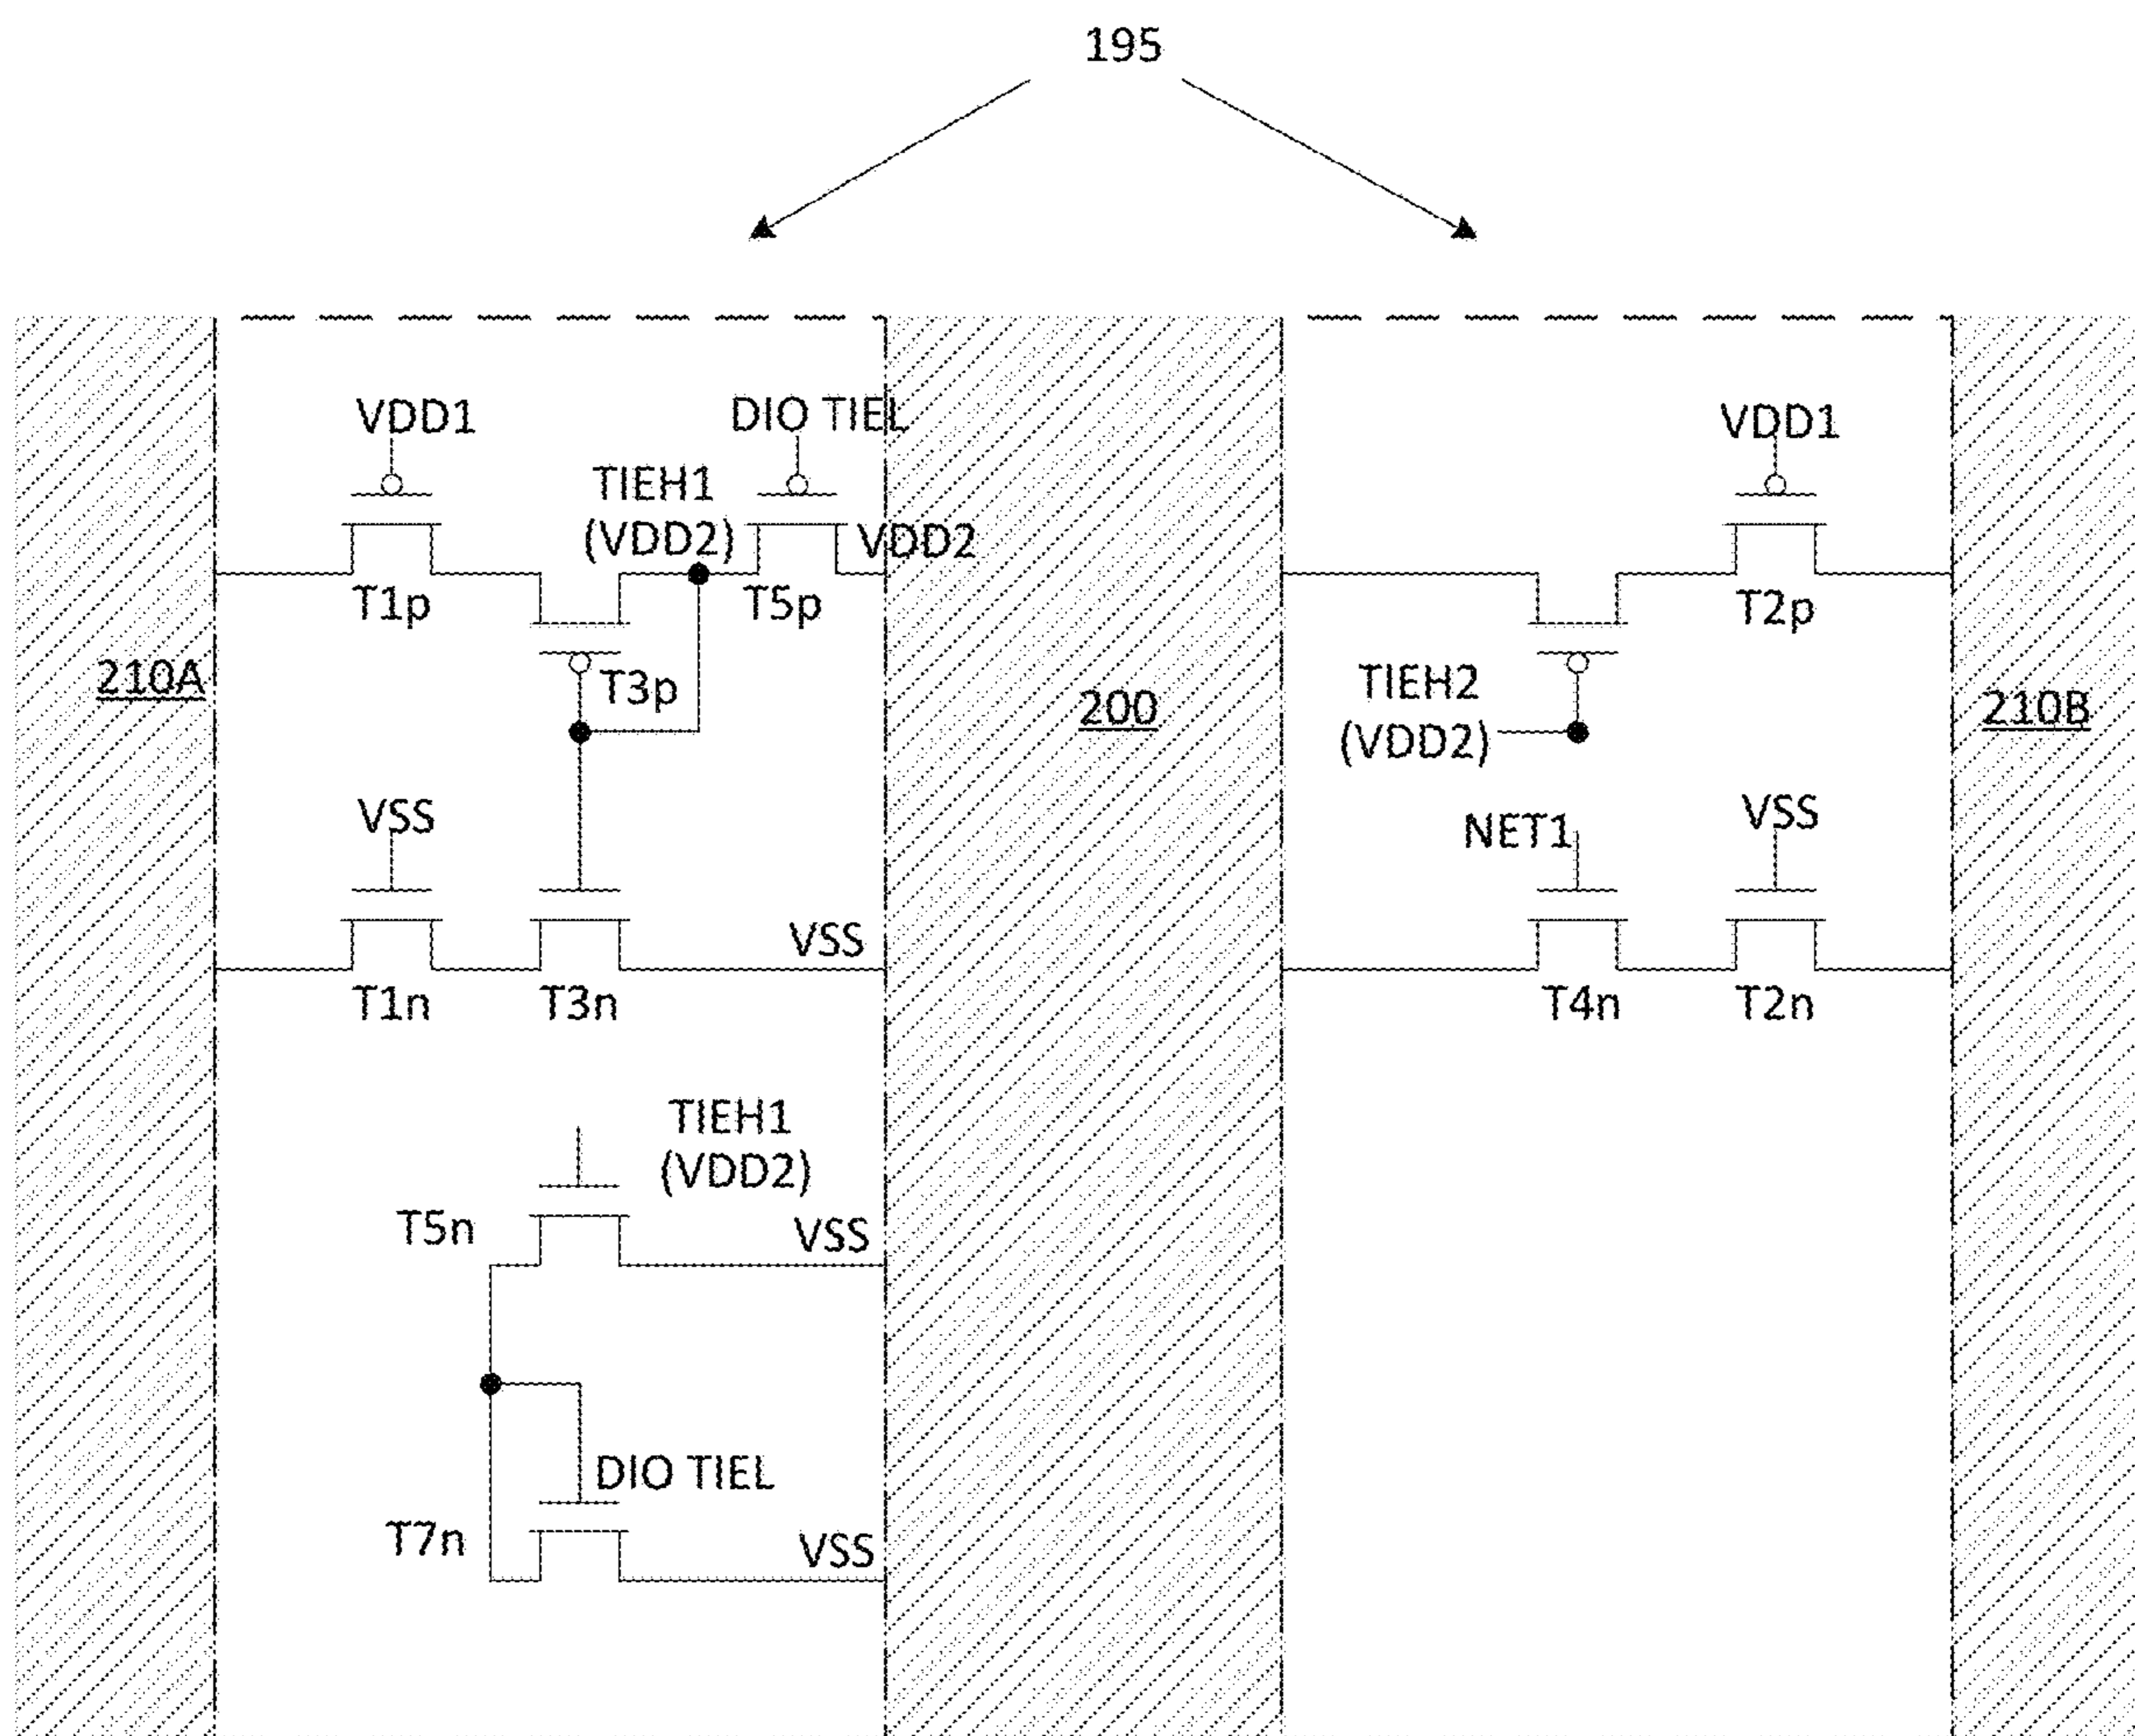 195
VDD1
DIO TIEL
VDD1
TIEH1
(VDD2)
VDD2
T1p
T5p
T2p
210A
T3p
200
TIEH2
(VDD2)
210B
VSS
NET1
VSS
VSS
T1n
T3n
T4n
T2n
TIEH1
(VDD2)
T5n
VSS
DIO TIEL
T7n
VSS